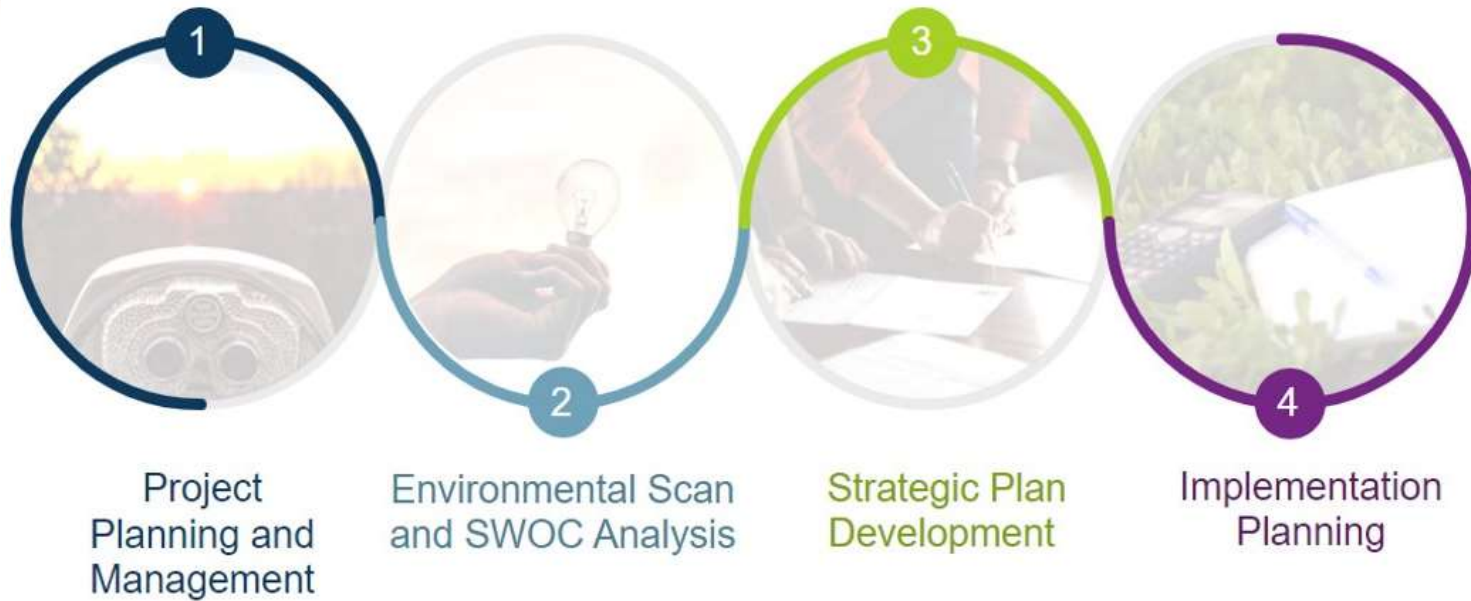 1
Project
Planning and
Management
2
Environmental Scan
and SWOC Analysis
3
Strategic Plan
Development
4
Implementation
Planning